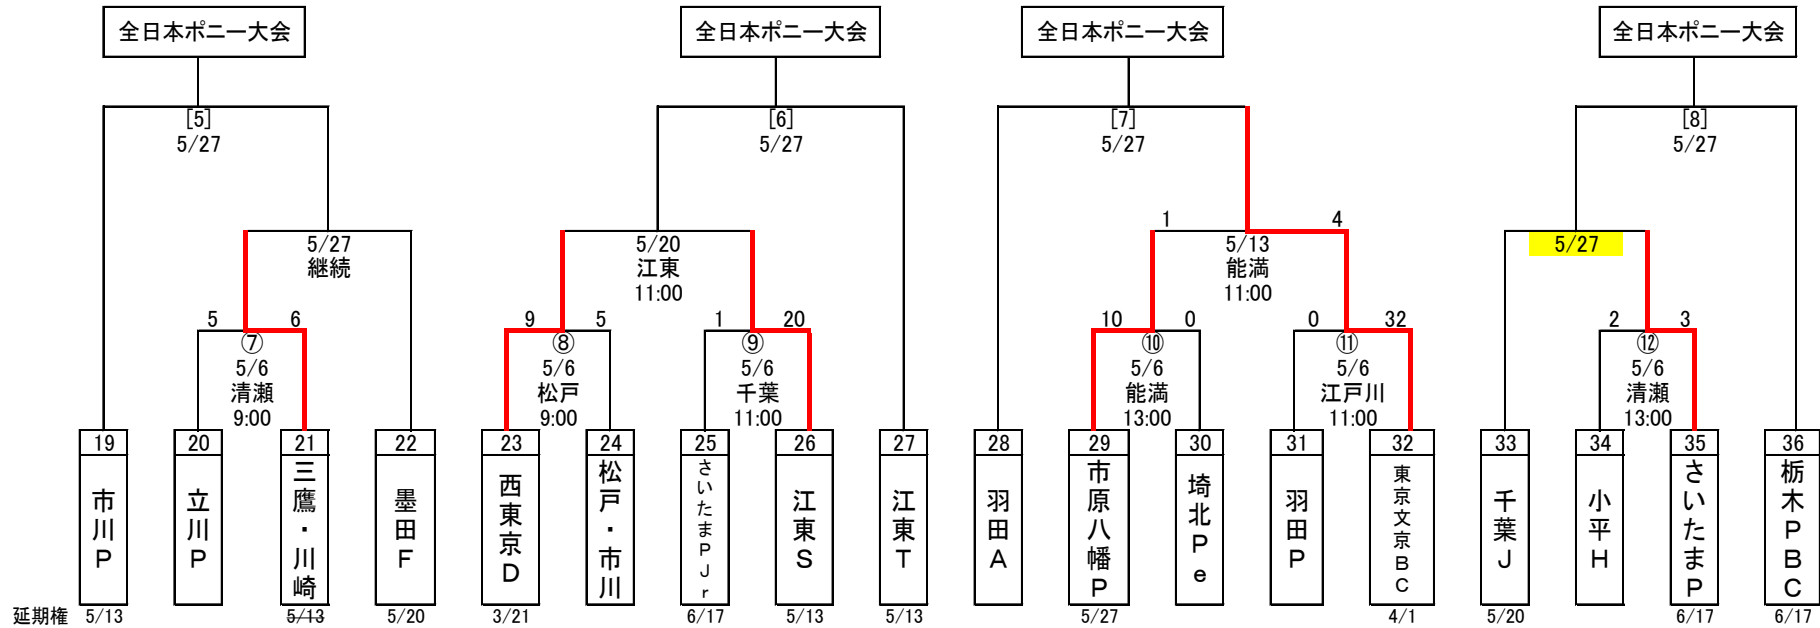 全日本ポニー大会 全日本ポニー大会 全日本ポニー大会 全日本ポニー大会
[5] [6] [7] [8]
5/27 5/27 5/27 5/27
1 4
5/27 5/20 5/13 5/27
継続 江東 能満
11:00 11:00
5 6 9 5 1 20 10 0 0 32 2 3
⑦ ⑧ ⑨ ⑩ ⑪ ⑫
5/6 5/6 5/6 5/6 5/6 5/6
清瀬 松戸 千葉 能満 江戸川 清瀬
9:00 9:00 11:00 13:00 11:00 13:00
19 20 21 22 23 24 25 26 27 28 29 30 31 32 33 34 35 36
市川P
立川P
三鷹・川崎
墨田F
西東京D
松戸・市川
さいたまPJr
江東S
江東T
羽田A
市原八幡P
埼北Pe
羽田P
東京文京BC
千葉J
小平H
さいたまP
栃木PBC
延期権 5/13 5/13 5/20 3/21 6/17 5/13 5/13 5/27 4/1 5/20 6/17 6/17